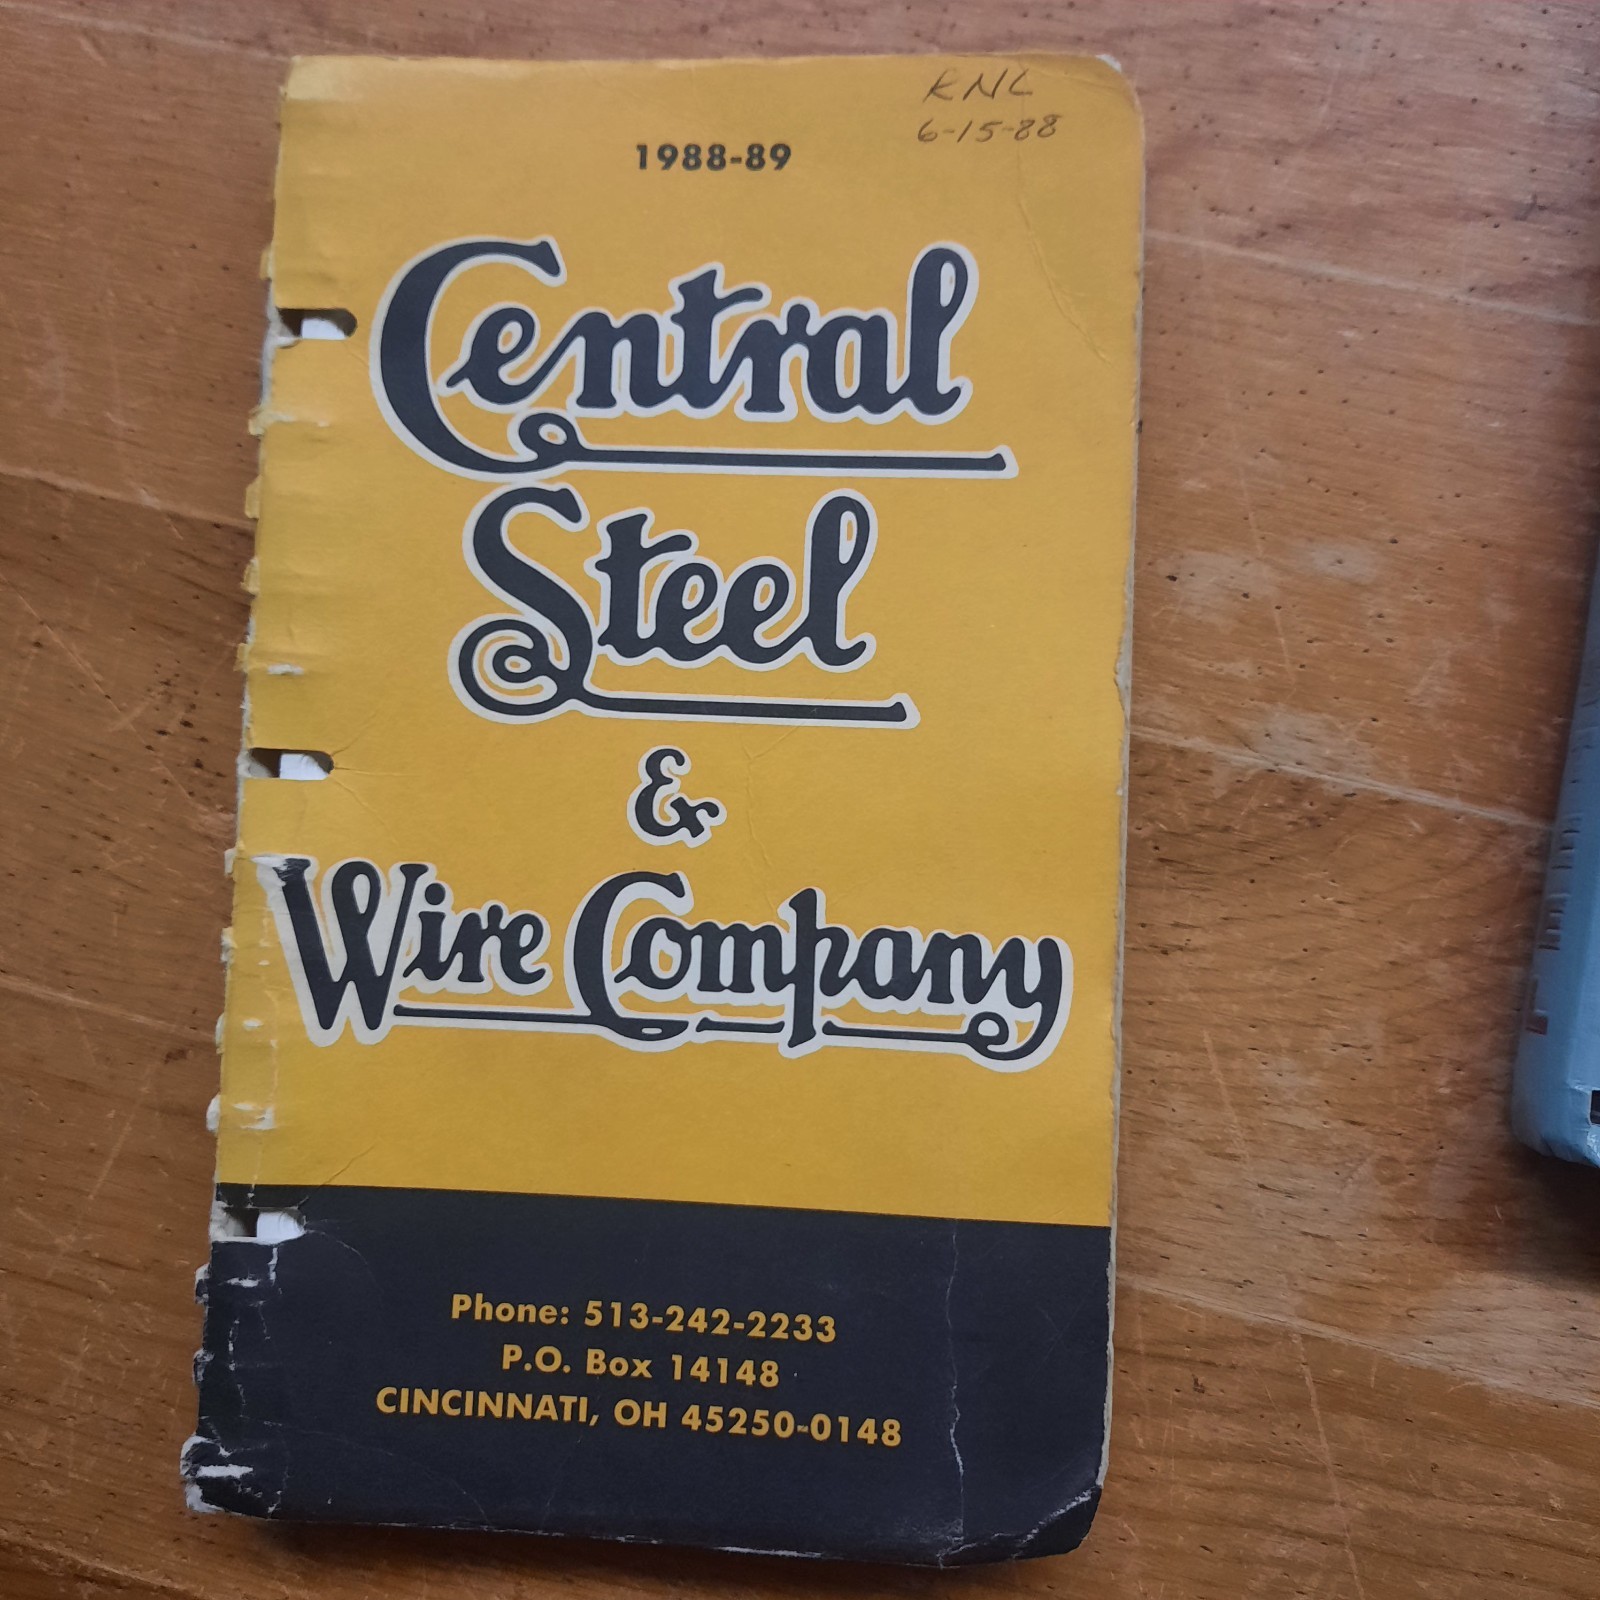 RNL
6-15-88
1988-89
Central
Steel
&
Wire Company
Phone: 513-242-2233
P.O. Box 14148
CINCINNATI, OH 45250-0148